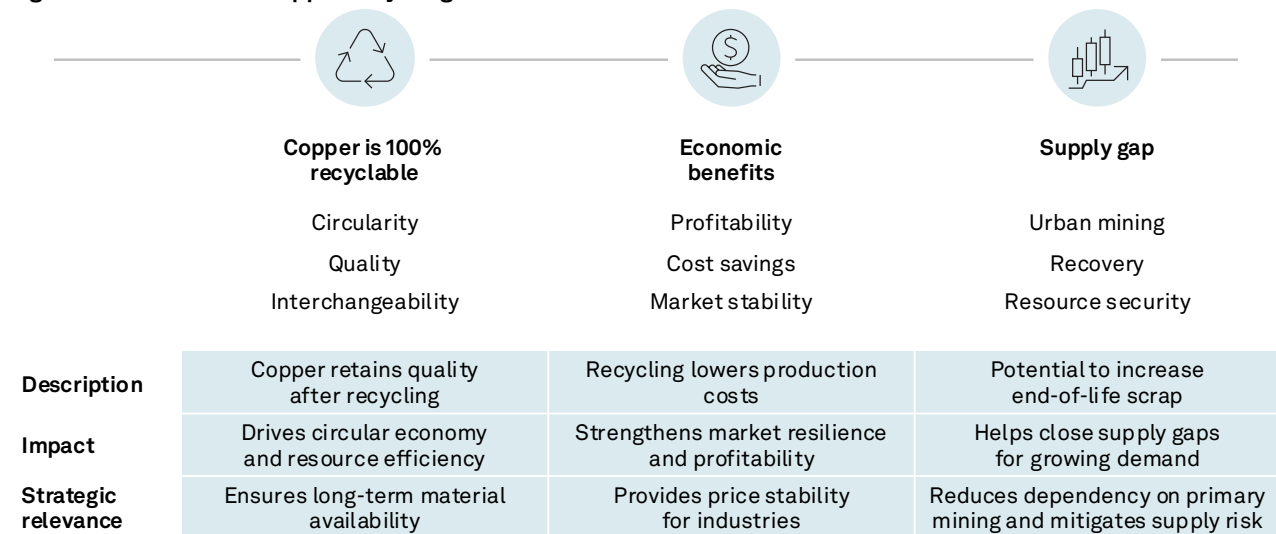 Copper is 100%
recyclable
Economic
benefits
Supply gap
Circularity
Profitability
Urban mining
Quality
Cost savings
Recovery
Interchangeability
Market stability
Resource security
Description
Copper retains quality
after recycling
Recycling lowers production
costs
Potential to increase
end-of-life scrap
Impact
Drives circular economy
and resource efficiency
Strengthens market resilience
and profitability
Helps close supply gaps
for growing demand
Strategic
relevance
Ensures long-term material
availability
Provides price stability
for industries
Reduces dependency on primary
mining and mitigates supply risk